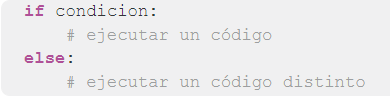 if condicion:
    # ejecutar un código
else:
    # ejecutar un código distinto